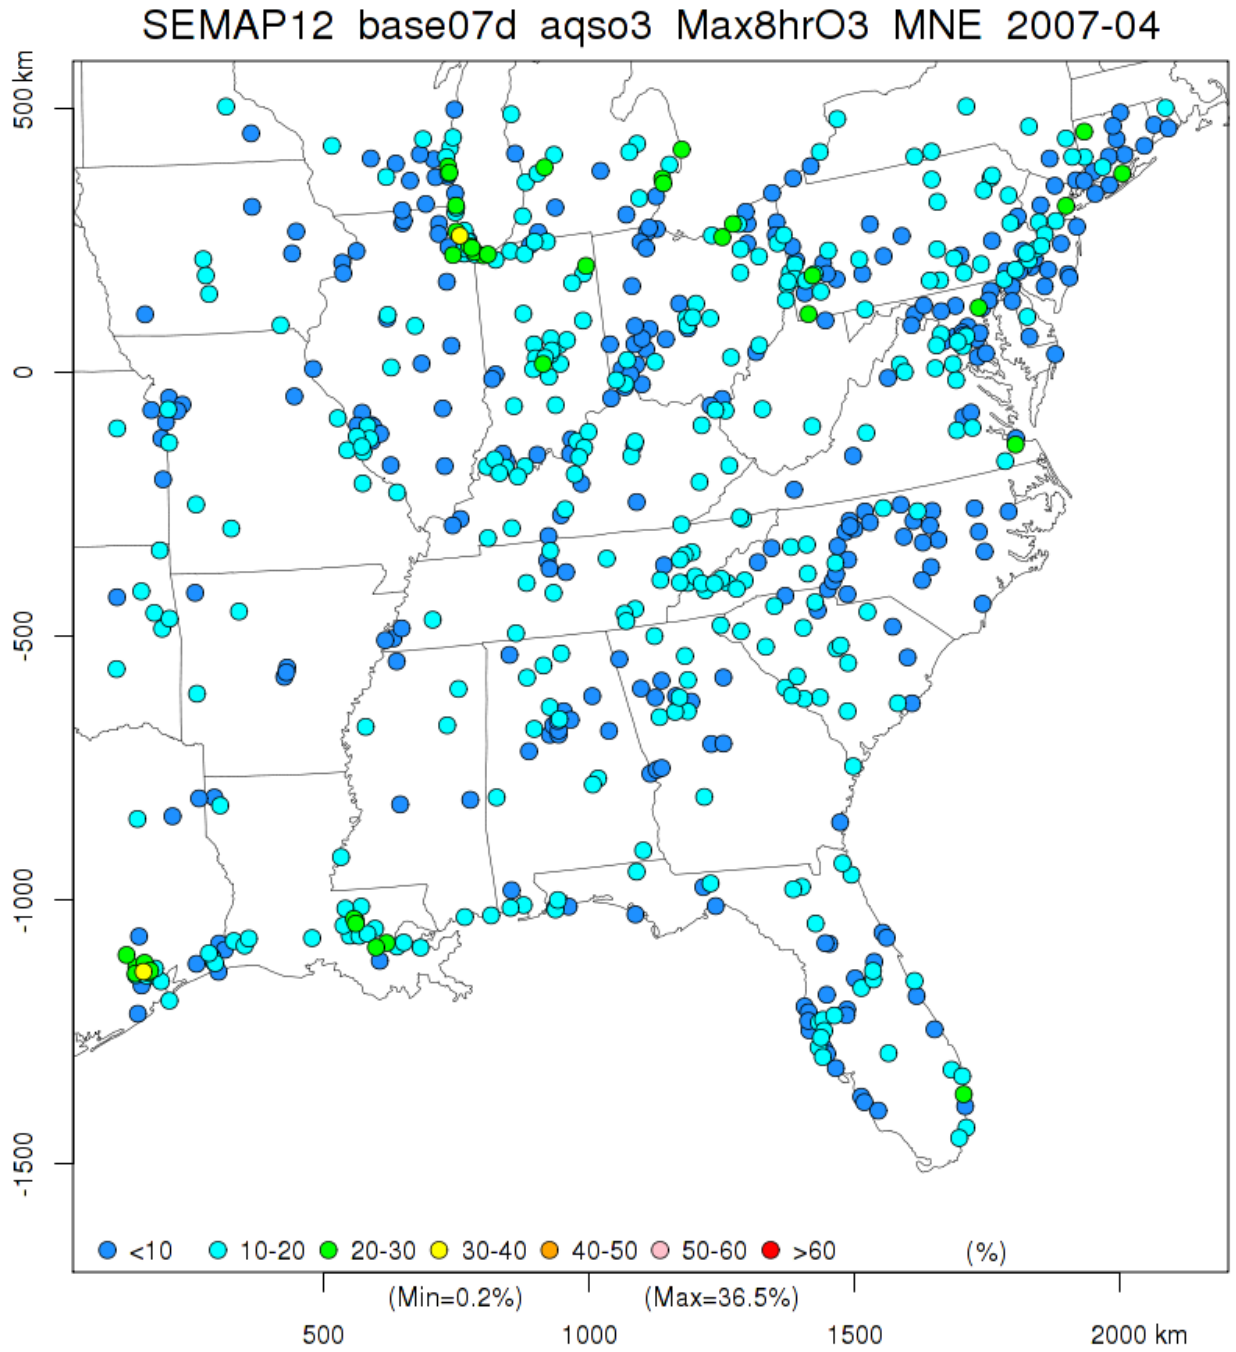 SEMAP12 base07d aqso3 Max8hrO3 MNE 2007-04
500 km
0
-500
-1000
-1500
<10 10-20 20-30 30-40 40-50 50-60 >60 (%)
(Min=0.2%) (Max=36.5%)
500 1000 1500 2000 km